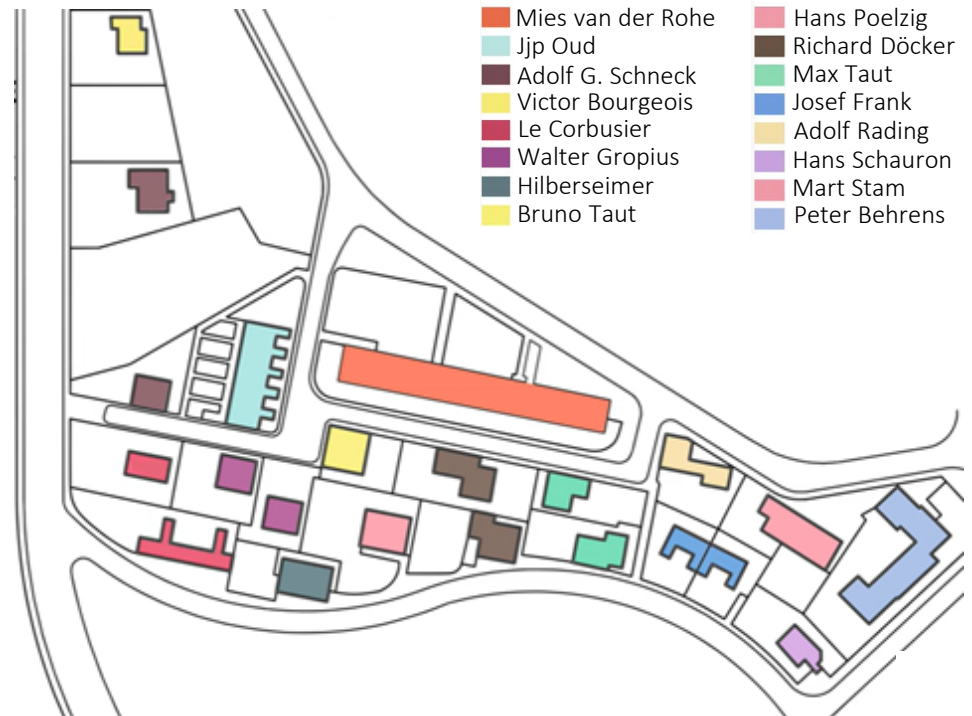 Mies van der Rohe
Jjp Oud
Adolf G. Schneck
Victor Bourgeois
Le Corbusier
Walter Gropius
Hilberseimer
Bruno Taut
Hans Poelzig
Richard Döcker
Max Taut
Josef Frank
Adolf Rading
Hans Schauron
Mart Stam
Peter Behrens